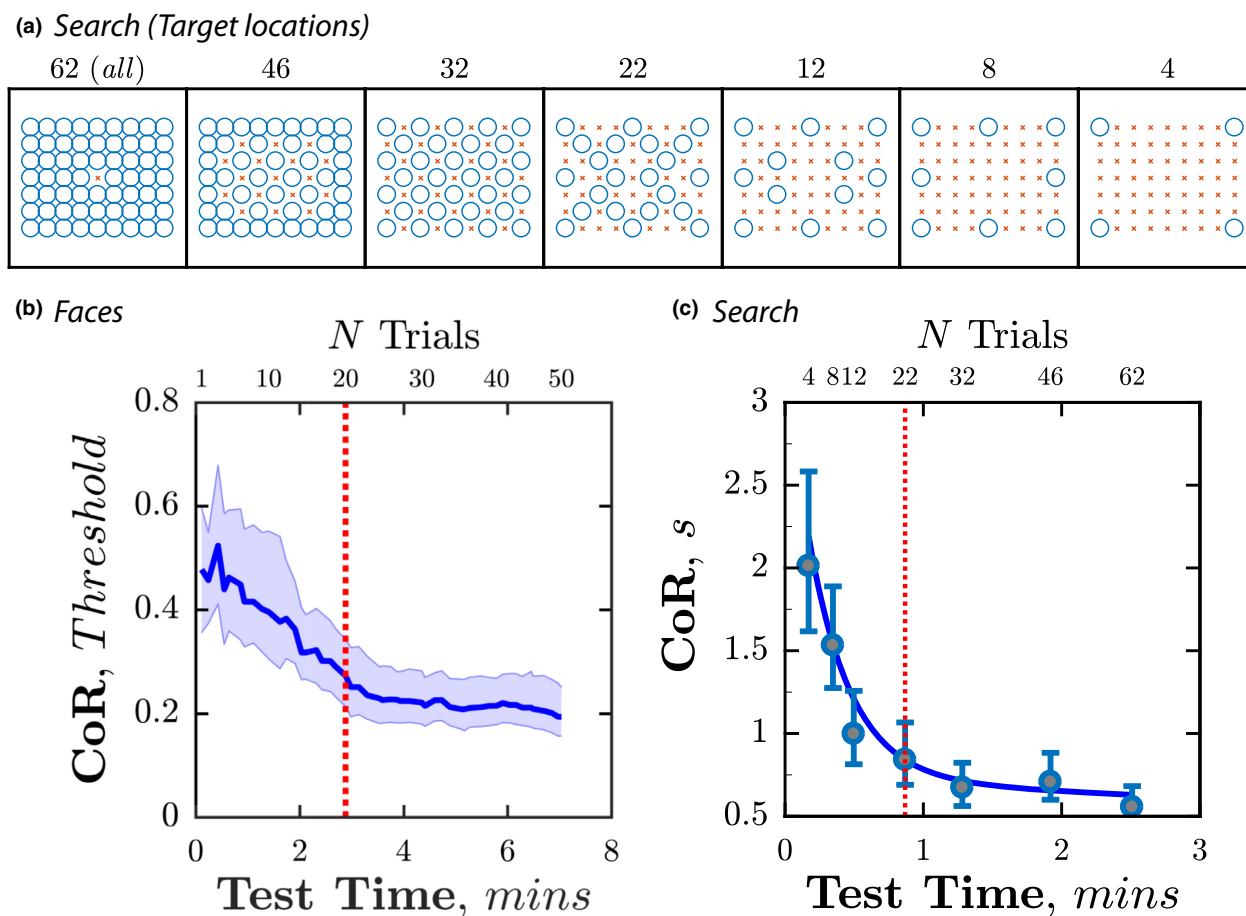 (a) Search (Target locations)
62 (all) 46 32 22 12 8 4
(b) Faces
N Trials
1 10 20 30 40 50
0.8
0.6
0.4
0.2
0
CoR, Threshold
0 2 4 6 8
Test Time, mins
(c) Search
N Trials
4 8 12 22 32 46 62
3
2.5
2
1.5
1
0.5
CoR, s
0 1 2 3
Test Time, mins